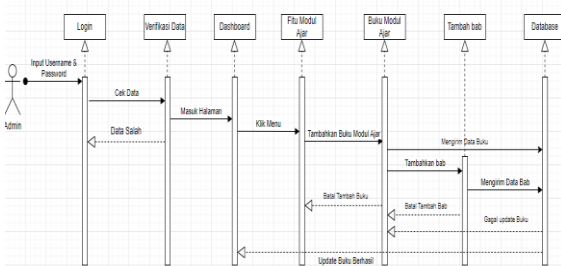 Login
Verifikasi Data
Dashboard
Fitu Modul
Ajar
Buku Modul
Ajar
Tambah bab
Database
Input Username &
Password
Admin
Cek Data
Masuk Halaman
Data Salah
Klik Menu
Tambahkan Buku Modul Ajar
Mengirim Data Buku
Tambahkan bab
Mengirim Data Bab
Batal Tambah Buku
Batal Tambah Bab
Gagal update Buku
Update Buku Berhasil